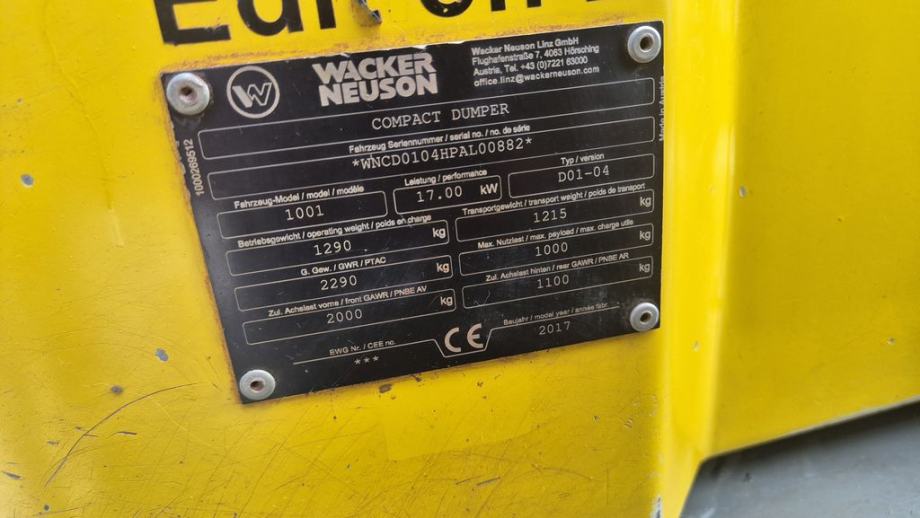 WACKER
NEUSON
Wacker Neuson Linz GmbH
Flughafenstraße 7, 4063 Hörsching
Austria, Tel. +43 (0)7221 63000
office.linz@wackerneuson.com
COMPACT DUMPER
Made in Austria
1000269512
Fahrzeug Seriennummer / serial no. / no. de série
*WNCD0104HPAL00882*
Fahrzeug-Model / model / modèle
1001
Leistung / performance
17.00 kW
Typ / version
D01-04
Betriebsgewicht / operating weight / poids en charge
1290 kg
Transportgewicht / transport weight / poids de transport
1215 kg
G. Gew. / GWR / PTAC
2290 kg
Max. Nutzlast / max. payload / max. charge utile
1000 kg
Zul. Achslast vorne / front GAWR / PNBE AV
2000 kg
Zul. Achslast hinten / rear GAWR / PNBE AR
1100 kg
EWG Nr. / CEE no.
***
CE
Baujahr / model year / année fabr.
2017